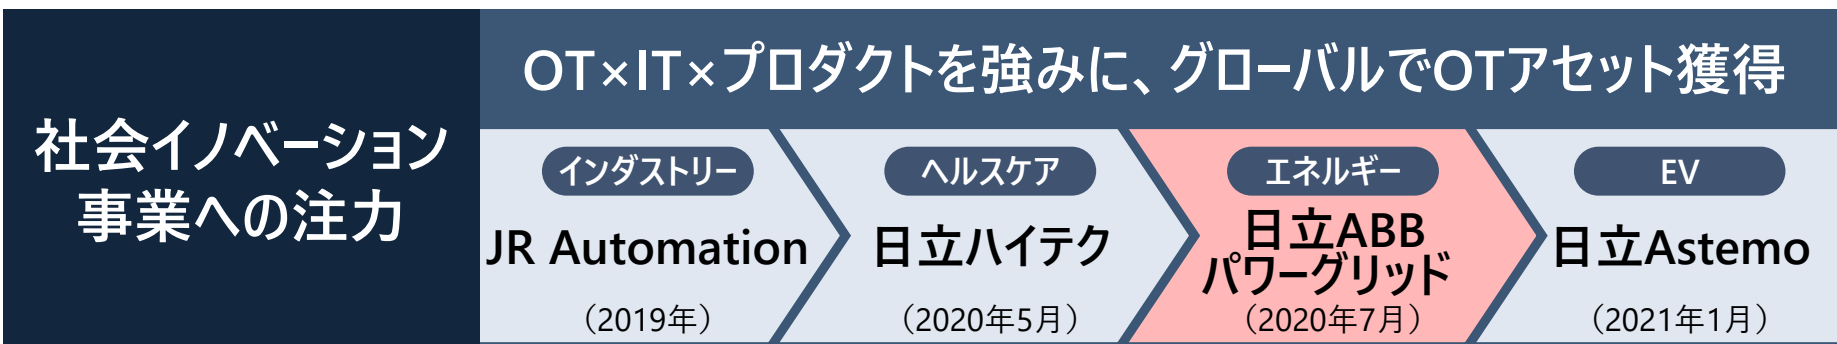 社会イノベーション
事業への注力
OT×IT×プロダクトを強みに、グローバルでOTアセット獲得
インダストリー
JR Automation
（2019年）
ヘルスケア
日立ハイテク
（2020年5月）
エネルギー
日立ABB
パワーグリッド
（2020年7月）
EV
日立Astemo
（2021年1月）